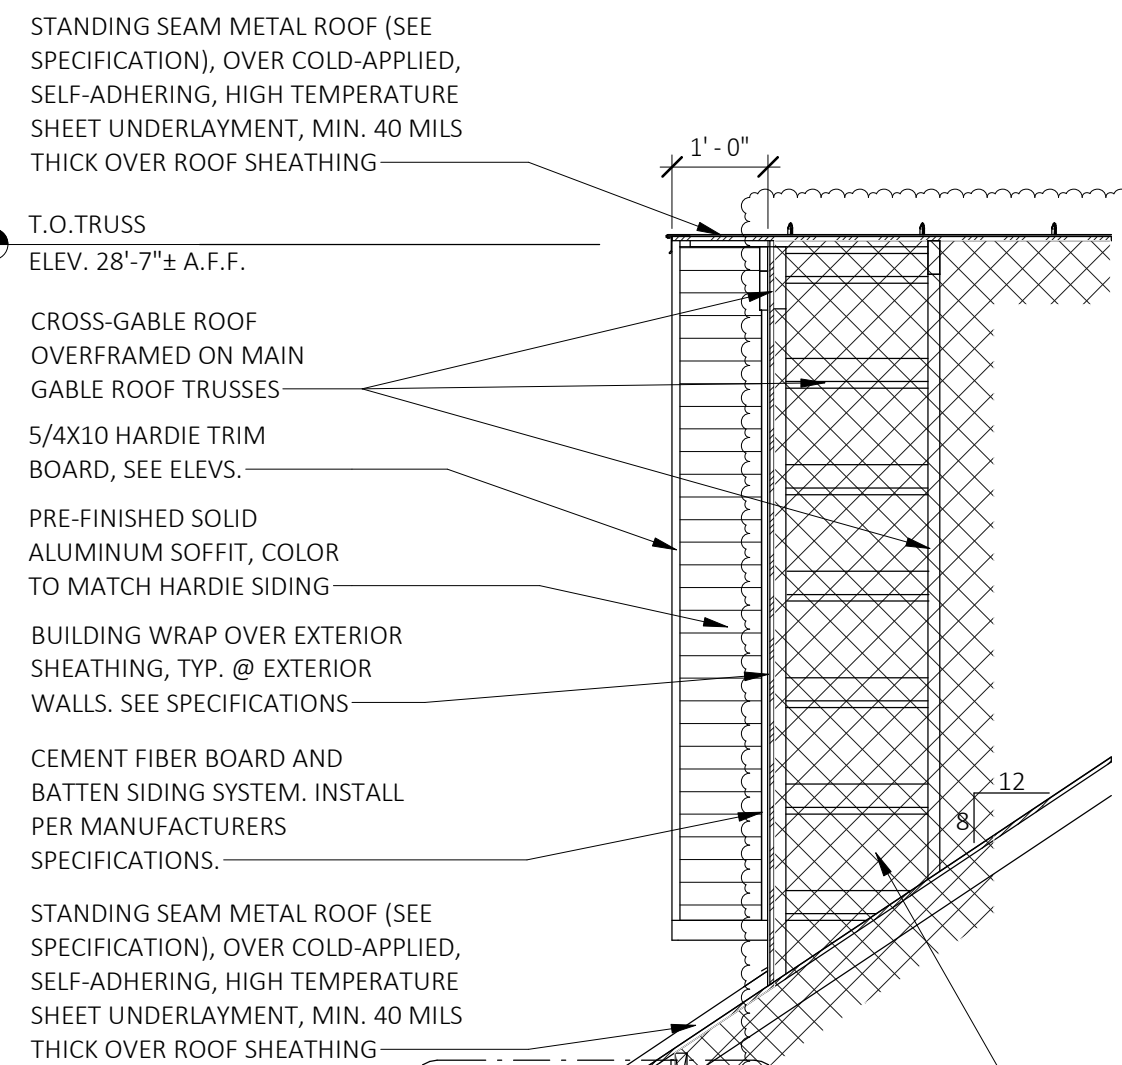 STANDING SEAM METAL ROOF (SEE
SPECIFICATION), OVER COLD-APPLIED,
SELF-ADHERING, HIGH TEMPERATURE
SHEET UNDERLAYMENT, MIN. 40 MILS
THICK OVER ROOF SHEATHING
1' - 0"
T.O.TRUSS
ELEV. 28'-7"± A.F.F.
CROSS-GABLE ROOF
OVERFRAMED ON MAIN
GABLE ROOF TRUSSES
5/4X10 HARDIE TRIM
BOARD, SEE ELEVS.
PRE-FINISHED SOLID
ALUMINUM SOFFIT, COLOR
TO MATCH HARDIE SIDING
BUILDING WRAP OVER EXTERIOR
SHEATHING, TYP. @ EXTERIOR
WALLS. SEE SPECIFICATIONS
CEMENT FIBER BOARD AND
BATTEN SIDING SYSTEM. INSTALL
PER MANUFACTURERS
SPECIFICATIONS.
12
8
STANDING SEAM METAL ROOF (SEE
SPECIFICATION), OVER COLD-APPLIED,
SELF-ADHERING, HIGH TEMPERATURE
SHEET UNDERLAYMENT, MIN. 40 MILS
THICK OVER ROOF SHEATHING